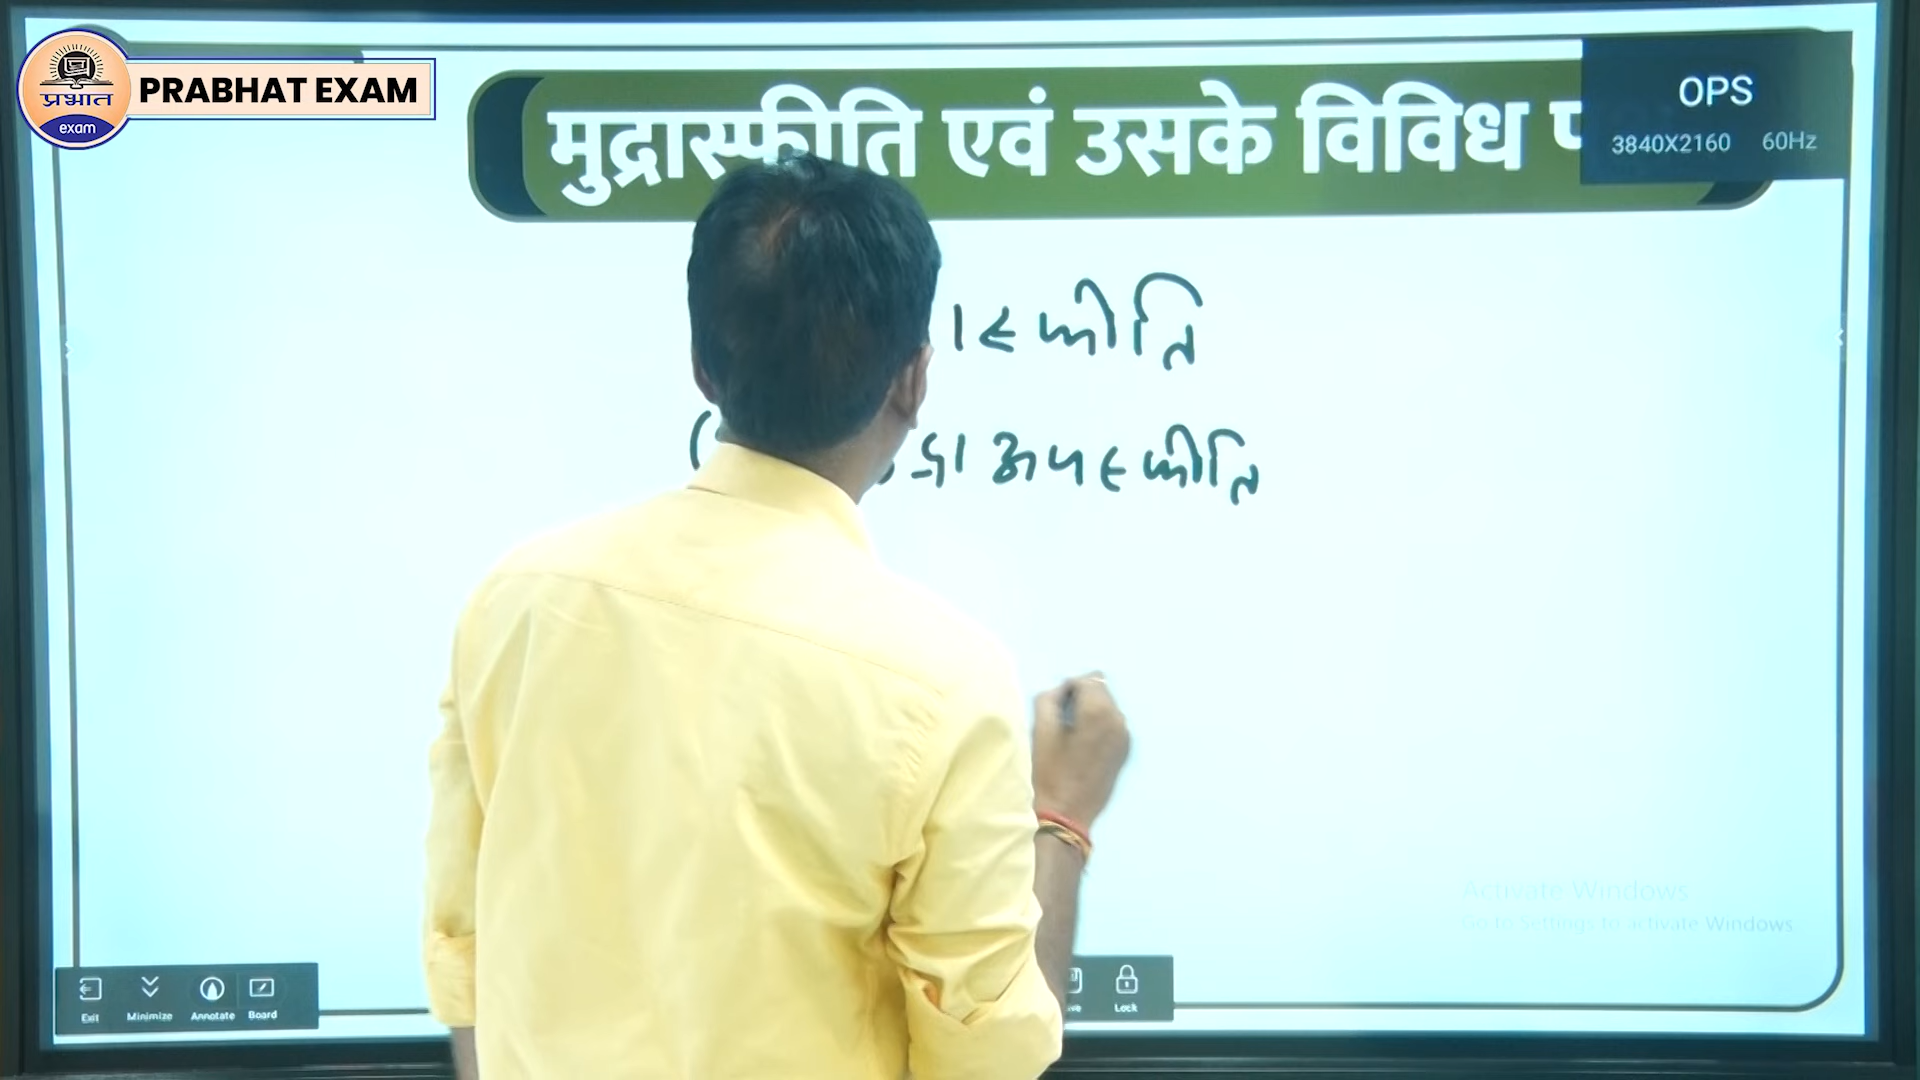 प्रभात
exam
PRABHAT EXAM
मुद्रास्फीति एवं उसके विविध
OPS
3840X2160 60Hz
अपस्फीति
Activate Windows
Go to Settings to activate Windows
Exit
Minimize
Annotate
Board
Lock